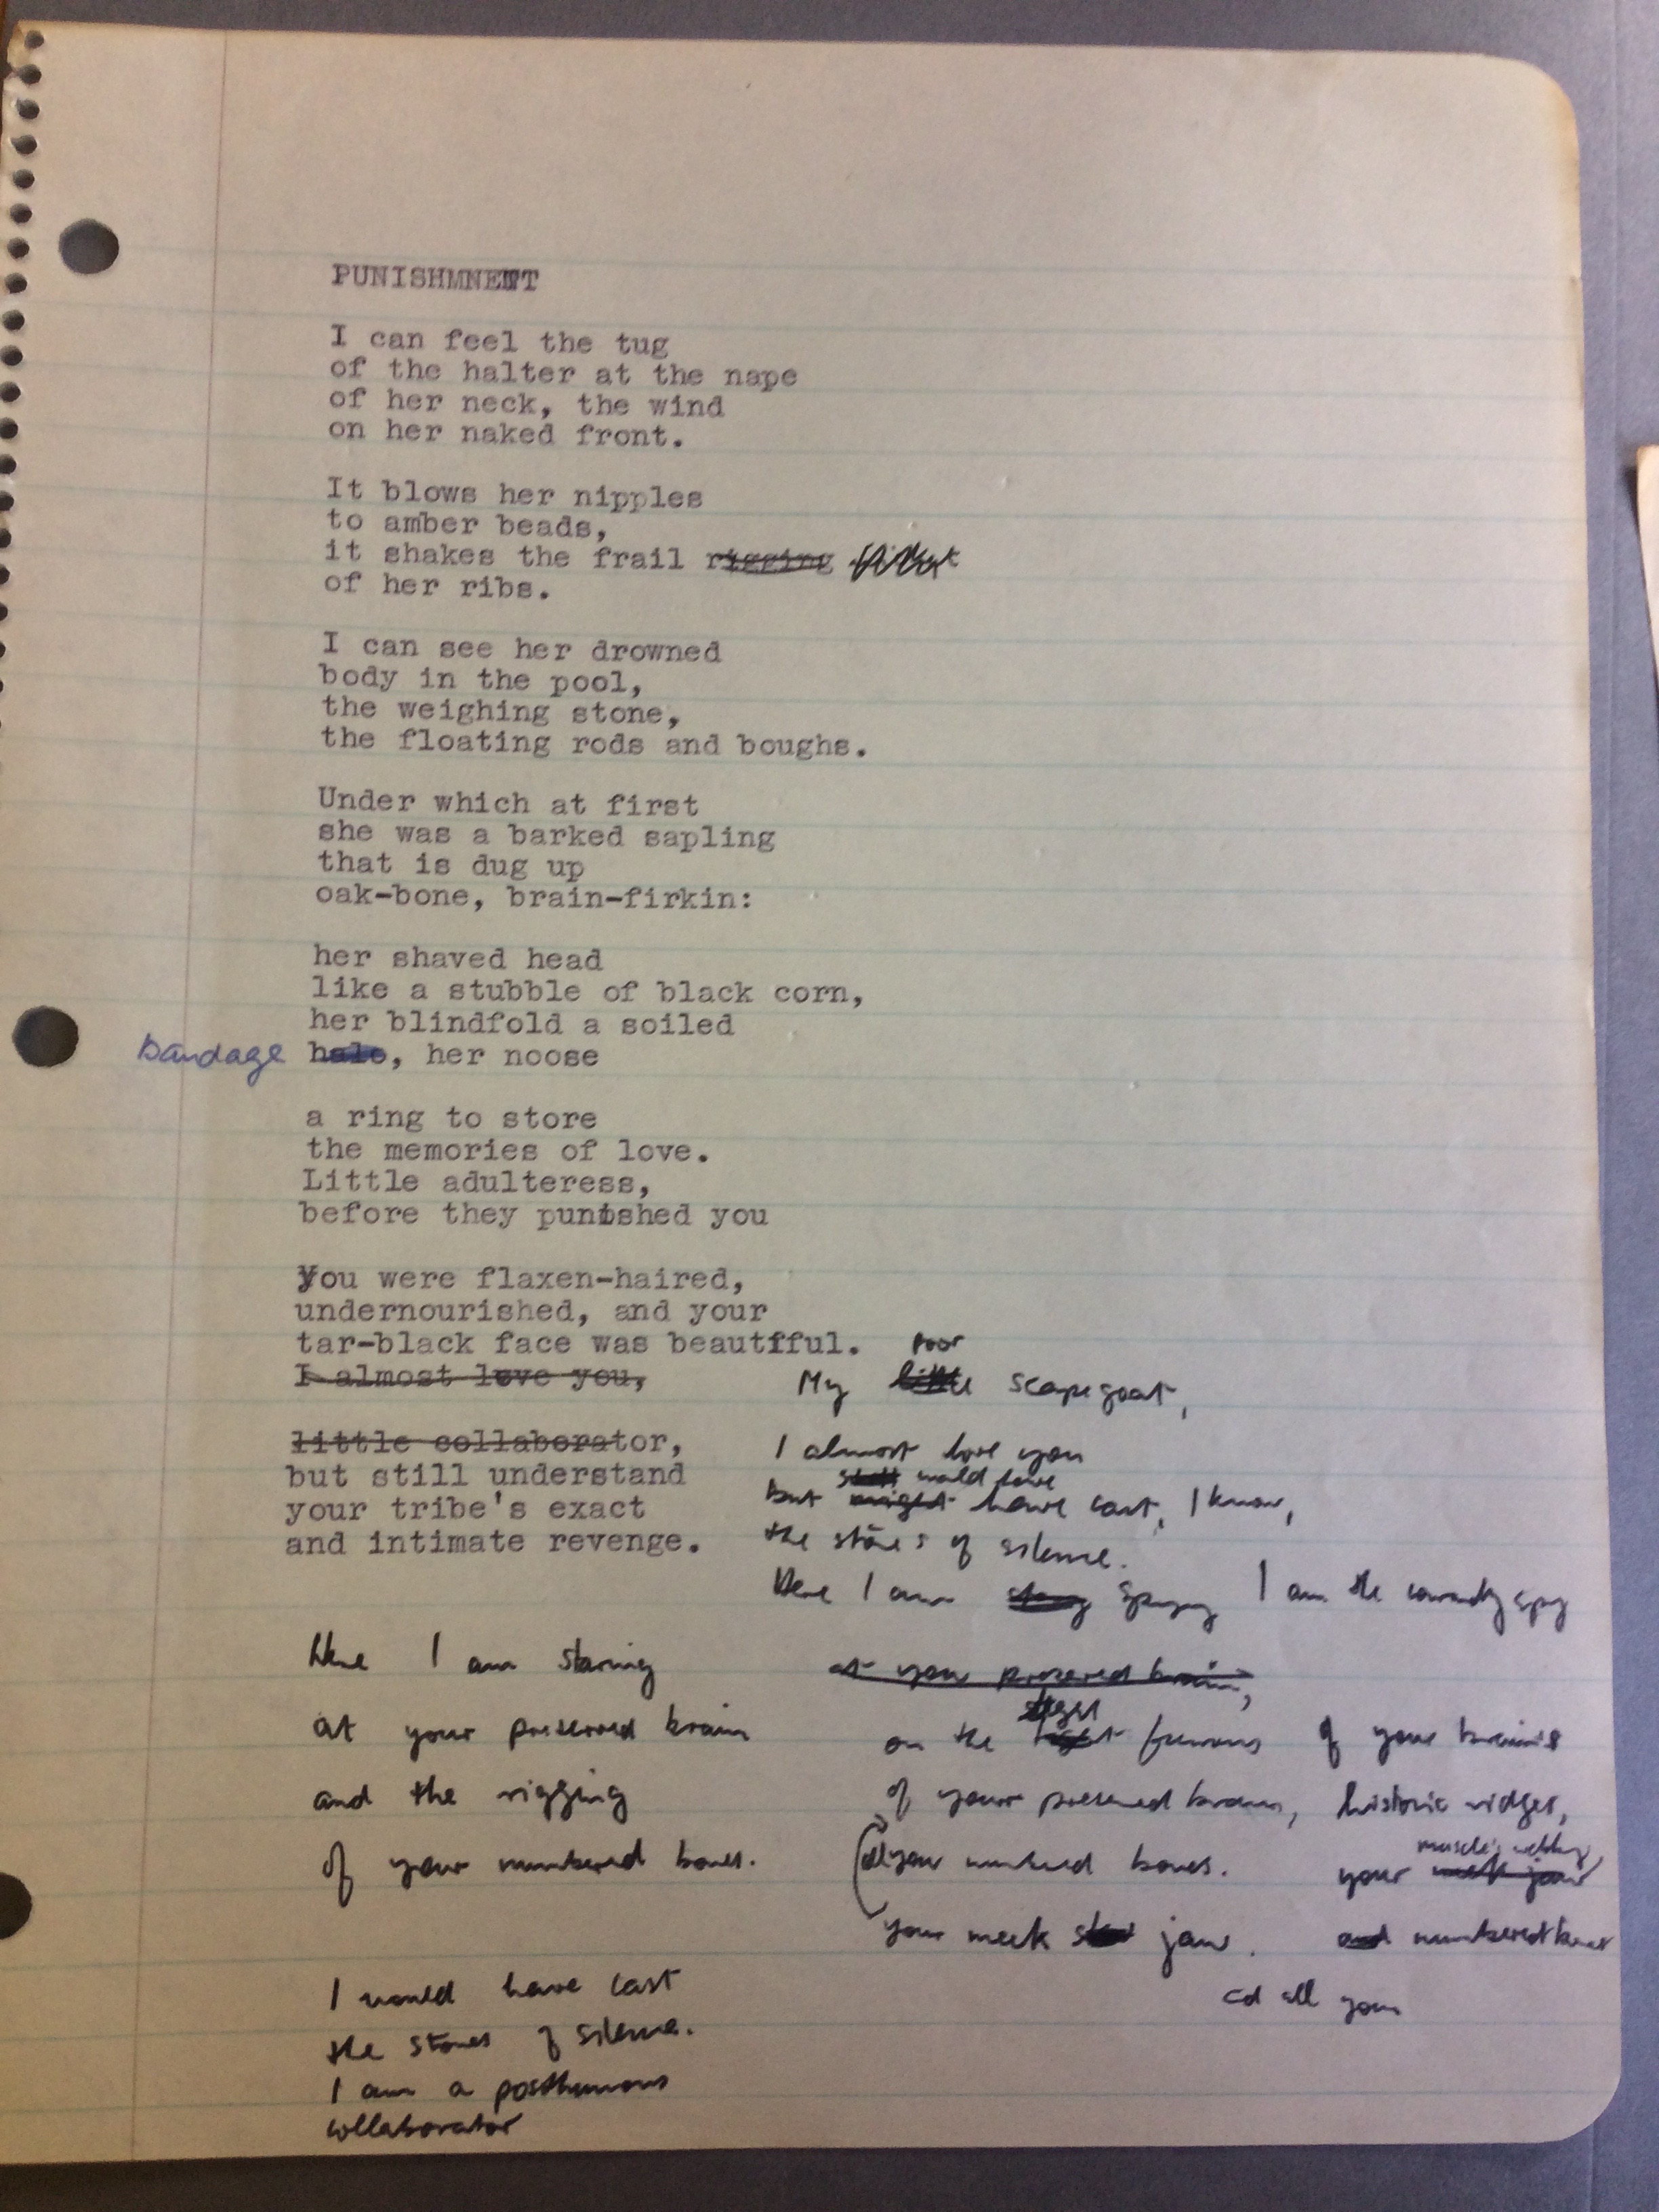 PUNISHMNENT
I can feel the tug
of the halter at the nape
of her neck, the wind
on her naked front.
It blows her nipples
to amber beads,
it shakes the frail rigging
of her ribs.
I can see her drowned
body in the pool,
the weighing stone,
the floating rods and boughs.
Under which at first
she was a barked sapling
that is dug up
oak-bone, brain-firkin:
her shaved head
like a stubble of black corn,
her blindfold a soiled
bandage halo, her noose
a ring to store
the memories of love.
Little adulteress,
before they punished you
you were flaxen-haired,
undernourished, and your
tar-black face was beautiful.
I almost love you,
little collaborator,
but still understand
your tribe's exact
and intimate revenge.
poor
My little scapegoat,
I almost love you
still would have
but might have cast, I know,
the stones of silence.
Here I am staring spying I am the cowardly spy
Here I am staring
at your preserved brain
and the rigging
of your numbered bones.
at your preserved brain,
on the furrows
of your preserved brain,
all your numbered bones.
your meek jaw.
of your brain's
historic ridges,
muscles' webbing,
your meek jaw
and numbered bones
and all your
I would have cast
the stones of silence.
I am a posthumous
collaborator